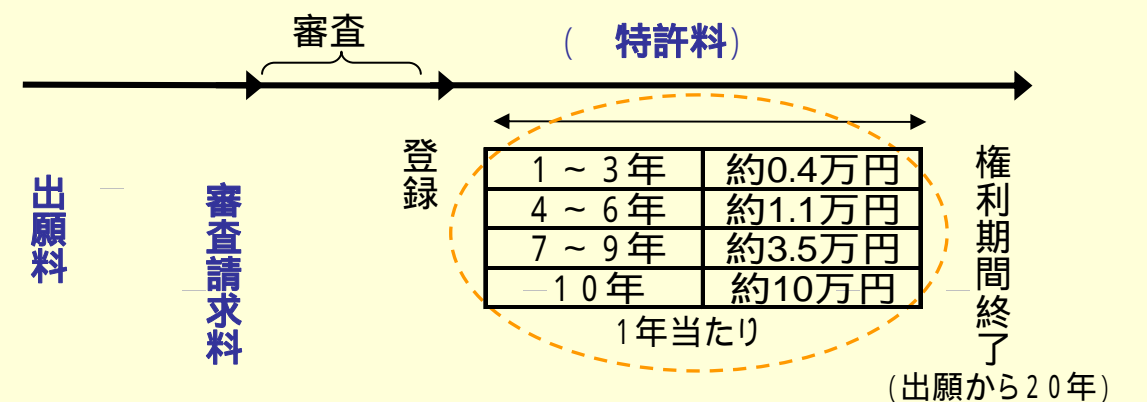 審査
( 特許料)
出願料
審査請求料
登録
1~3年 約0.4万円
4~6年 約1.1万円
7~9年 約3.5万円
10年 約10万円
1年当たり
権利期間終了
(出願から20年)